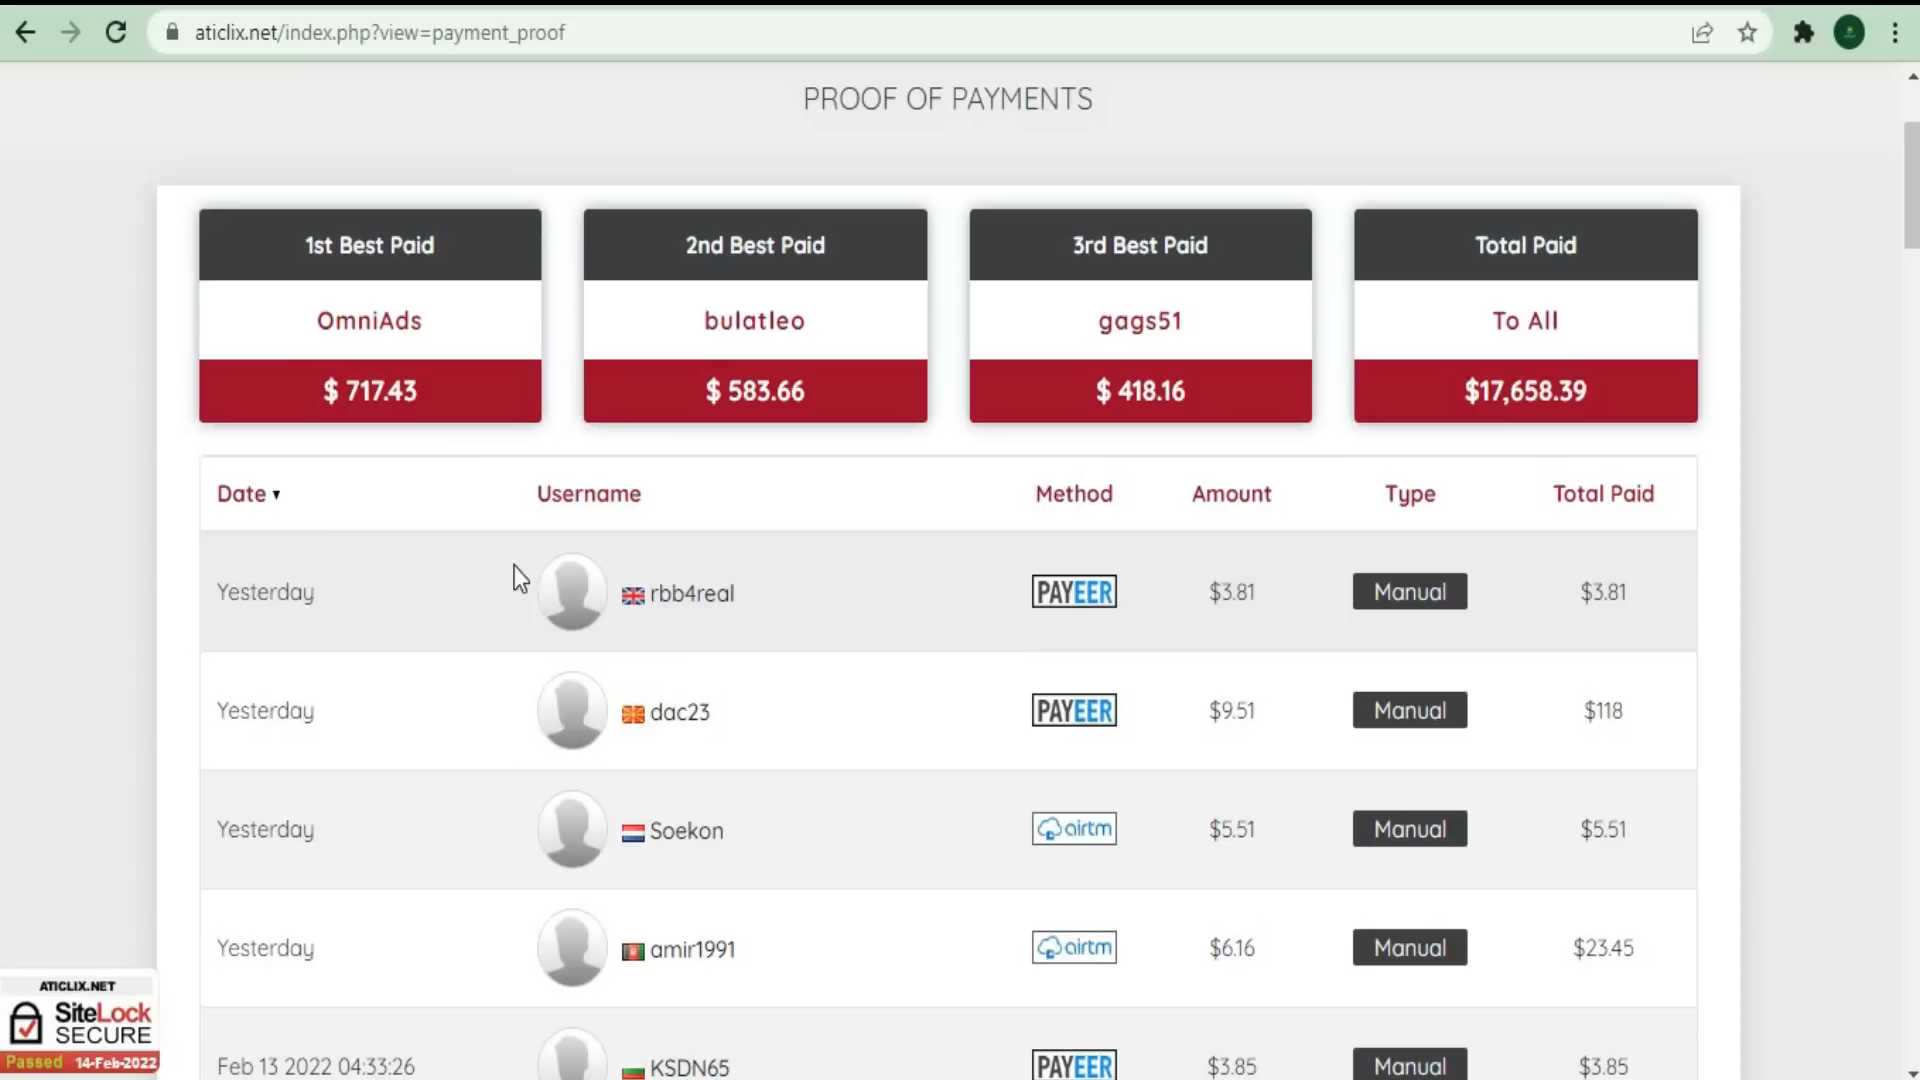 aticlix.net/index.php?view=payment_proof
PROOF OF PAYMENTS
1st Best Paid
OmniAds
$ 717.43
2nd Best Paid
bulatleo
$ 583.66
3rd Best Paid
gags51
$ 418.16
Total Paid
To All
$17,658.39
Date ▾ Username Method Amount Type Total Paid
Yesterday rbb4real PAYEER $3.81 Manual $3.81
Yesterday dac23 PAYEER $9.51 Manual $118
Yesterday Soekon airtm $5.51 Manual $5.51
Yesterday amir1991 airtm $6.16 Manual $23.45
Feb 13 2022 04:33:26 KSDN65 PAYEER $3.85 Manual $3.85
ATICLIX.NET
SiteLock
SECURE
Passed 14-Feb-2022